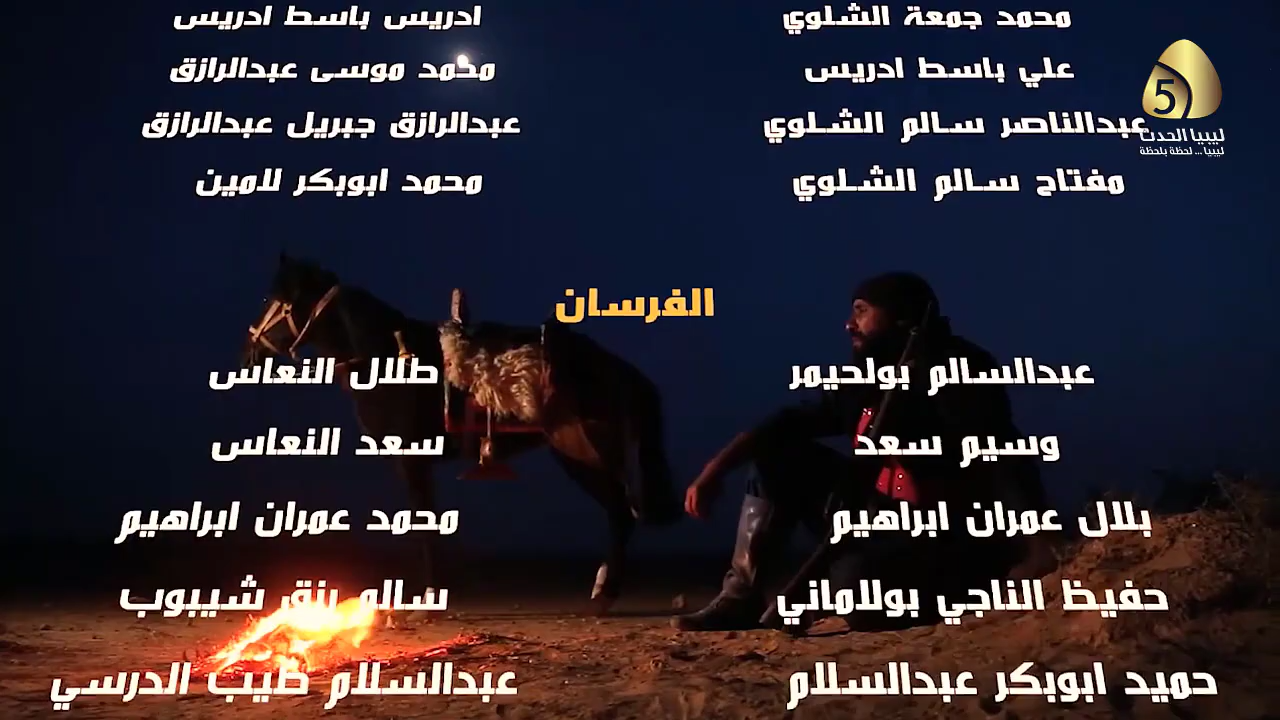 محمد جمعة الشلوي ادريس باسط ادريس
علي باسط ادريس محمد موسى عبدالرازق
عبدالناصر سالم الشلوي عبدالرازق جبريل عبدالرازق
مفتاح سالم الشلوي محمد ابوبكر لامين
5
ليبيا الحدث
ليبيا ... لحظة بلحظة
الفرسان
عبدالسالم بولحيمر طلال النعاس
وسيم سعد سعد النعاس
بلال عمران ابراهيم محمد عمران ابراهيم
حفيظ الناجي بولاماني سالم رزق شيبوب
حميد ابوبكر عبدالسلام عبدالسلام طيب الدرسي